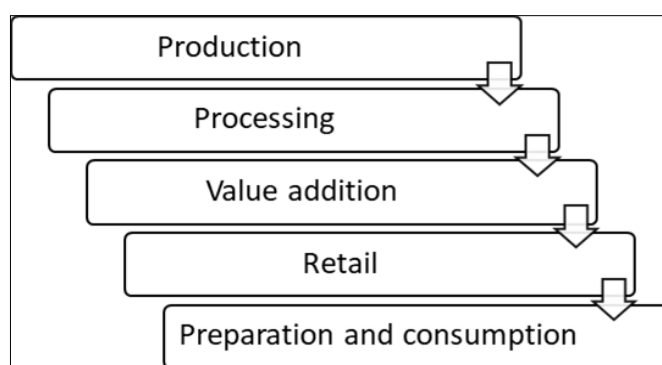 Production
Processing
Value addition
Retail
Preparation and consumption